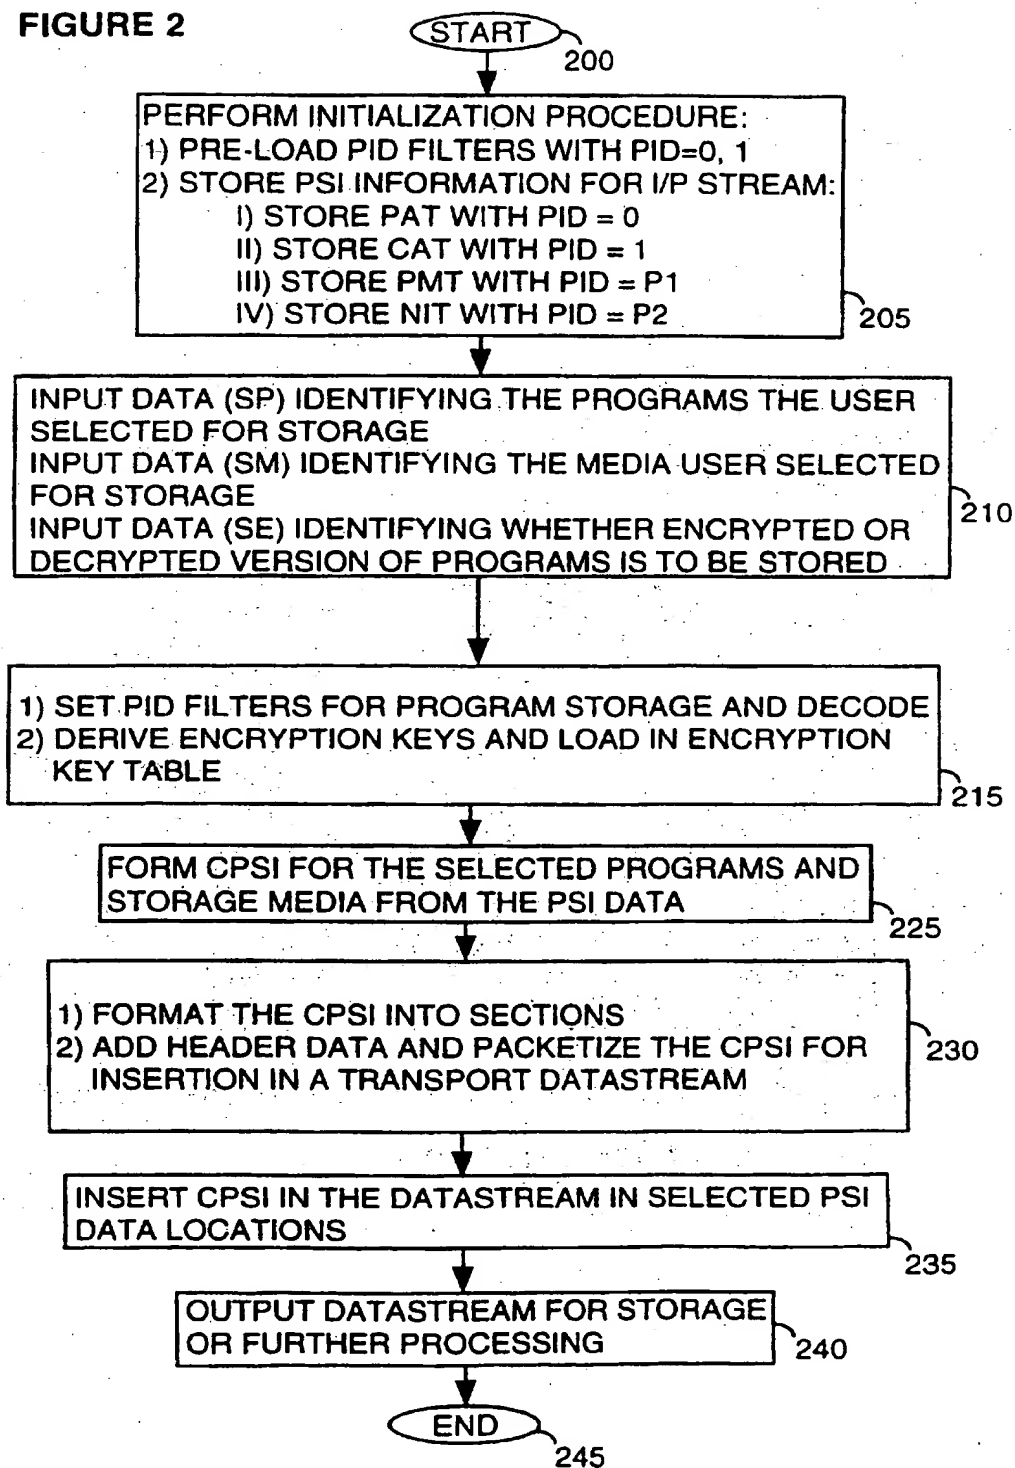 FIGURE 2
START
200
PERFORM INITIALIZATION PROCEDURE:
1) PRE-LOAD PID FILTERS WITH PID=0, 1
2) STORE PSI INFORMATION FOR I/P STREAM:
I) STORE PAT WITH PID = 0
II) STORE CAT WITH PID = 1
III) STORE PMT WITH PID = P1
IV) STORE NIT WITH PID = P2
205
INPUT DATA (SP) IDENTIFYING THE PROGRAMS THE USER
SELECTED FOR STORAGE
INPUT DATA (SM) IDENTIFYING THE MEDIA USER SELECTED
FOR STORAGE
INPUT DATA (SE) IDENTIFYING WHETHER ENCRYPTED OR
DECRYPTED VERSION OF PROGRAMS IS TO BE STORED
210
1) SET PID FILTERS FOR PROGRAM STORAGE AND DECODE
2) DERIVE ENCRYPTION KEYS AND LOAD IN ENCRYPTION
KEY TABLE
215
FORM CPSI FOR THE SELECTED PROGRAMS AND
STORAGE MEDIA FROM THE PSI DATA
225
1) FORMAT THE CPSI INTO SECTIONS
2) ADD HEADER DATA AND PACKETIZE THE CPSI FOR
INSERTION IN A TRANSPORT DATASTREAM
230
INSERT CPSI IN THE DATASTREAM IN SELECTED PSI
DATA LOCATIONS
235
OUTPUT DATASTREAM FOR STORAGE
OR FURTHER PROCESSING
240
END
245